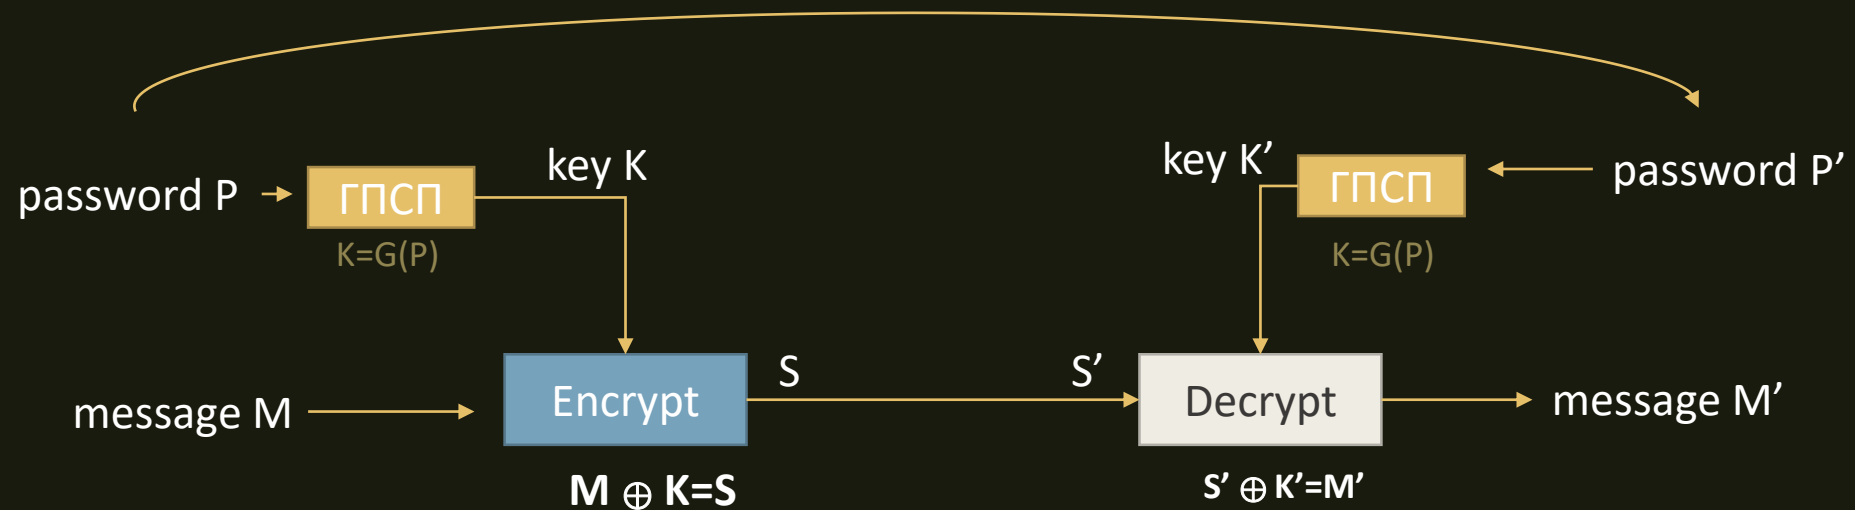 password P
ГПСП
K=G(P)
key K
message M
Encrypt
M ⊕ K=S
S
S’
key K’
ГПСП
K=G(P)
password P’
Decrypt
S’ ⊕ K’=M’
message M’